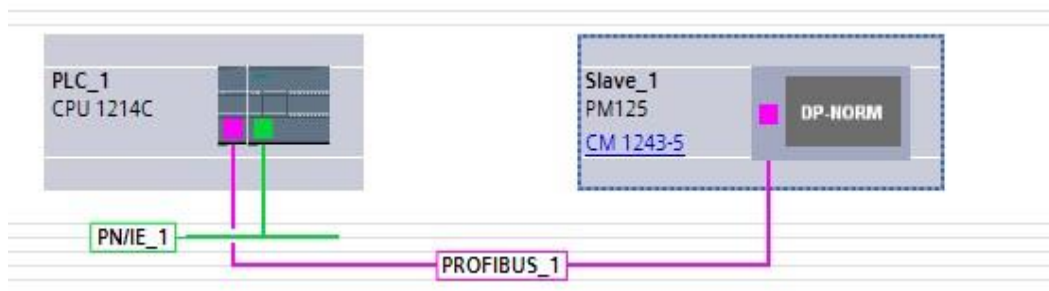 PLC_1
CPU 1214C
Slave_1
PM125
CM 1243-5
DP-NORM
PN/IE_1
PROFIBUS_1